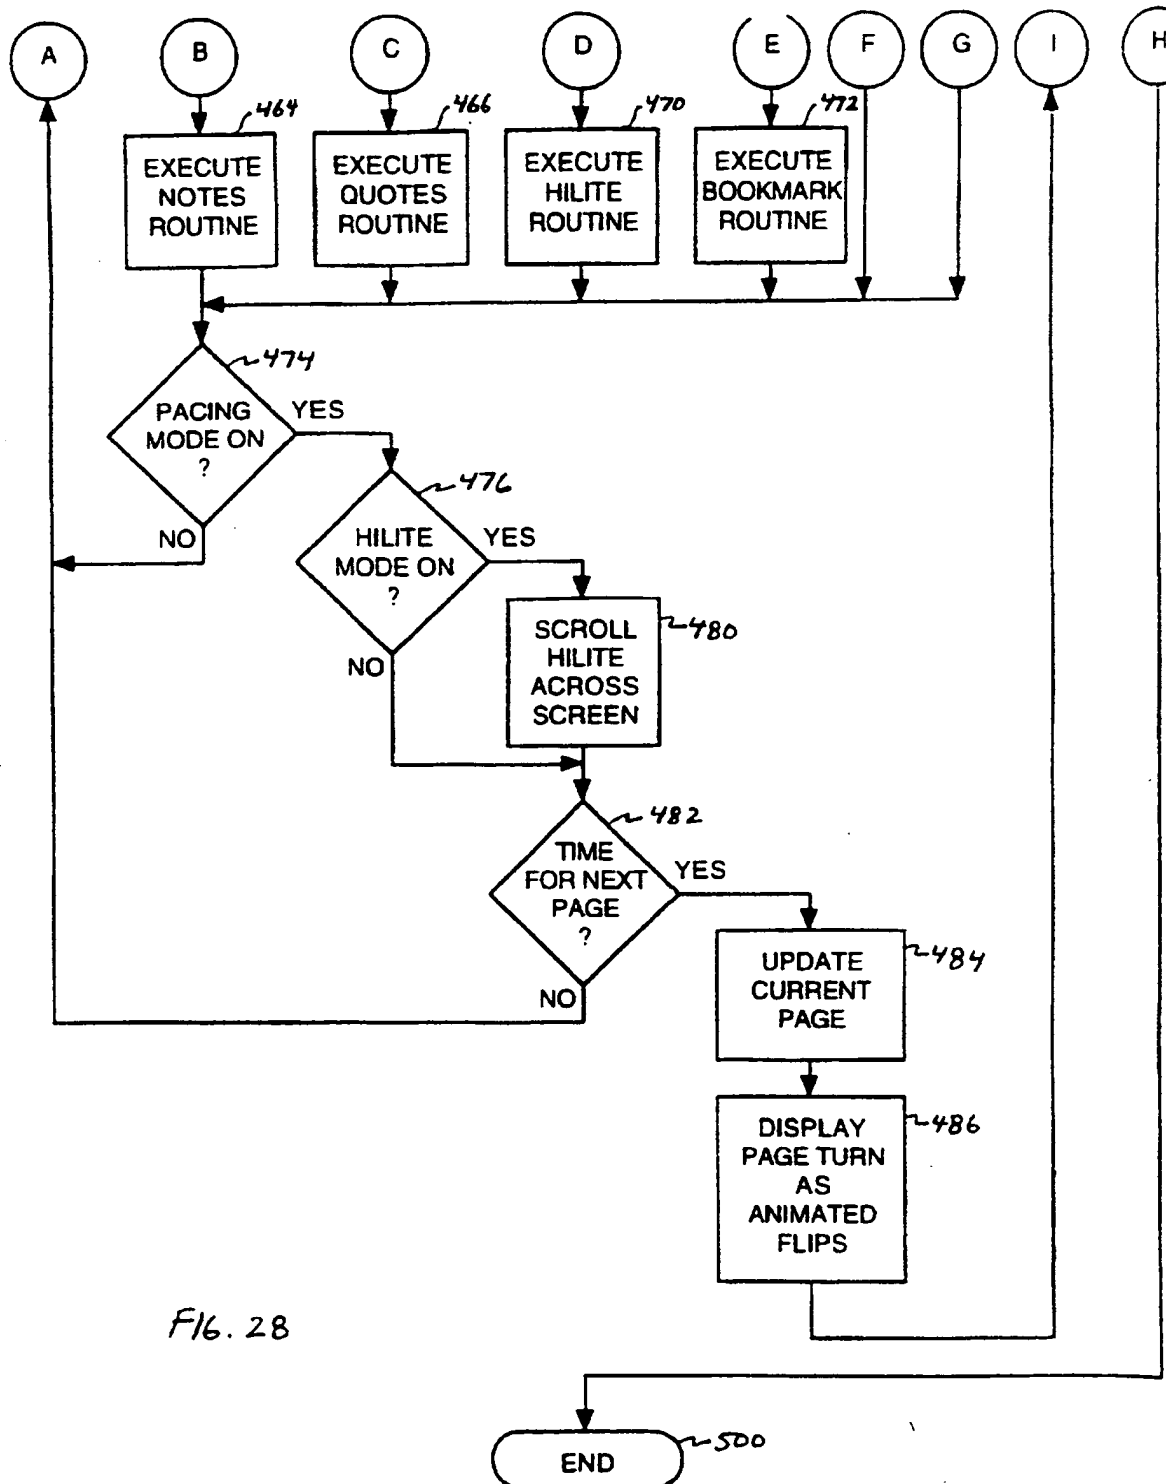 A B C D E F G I H
464
EXECUTE
NOTES
ROUTINE
466
EXECUTE
QUOTES
ROUTINE
470
EXECUTE
HILITE
ROUTINE
472
EXECUTE
BOOKMARK
ROUTINE
474
PACING
MODE ON
?
YES
NO
476
HILITE
MODE ON
?
YES
NO
480
SCROLL
HILITE
ACROSS
SCREEN
482
TIME
FOR NEXT
PAGE
?
YES
NO
484
UPDATE
CURRENT
PAGE
486
DISPLAY
PAGE TURN
AS
ANIMATED
FLIPS
FIG. 28
500
END